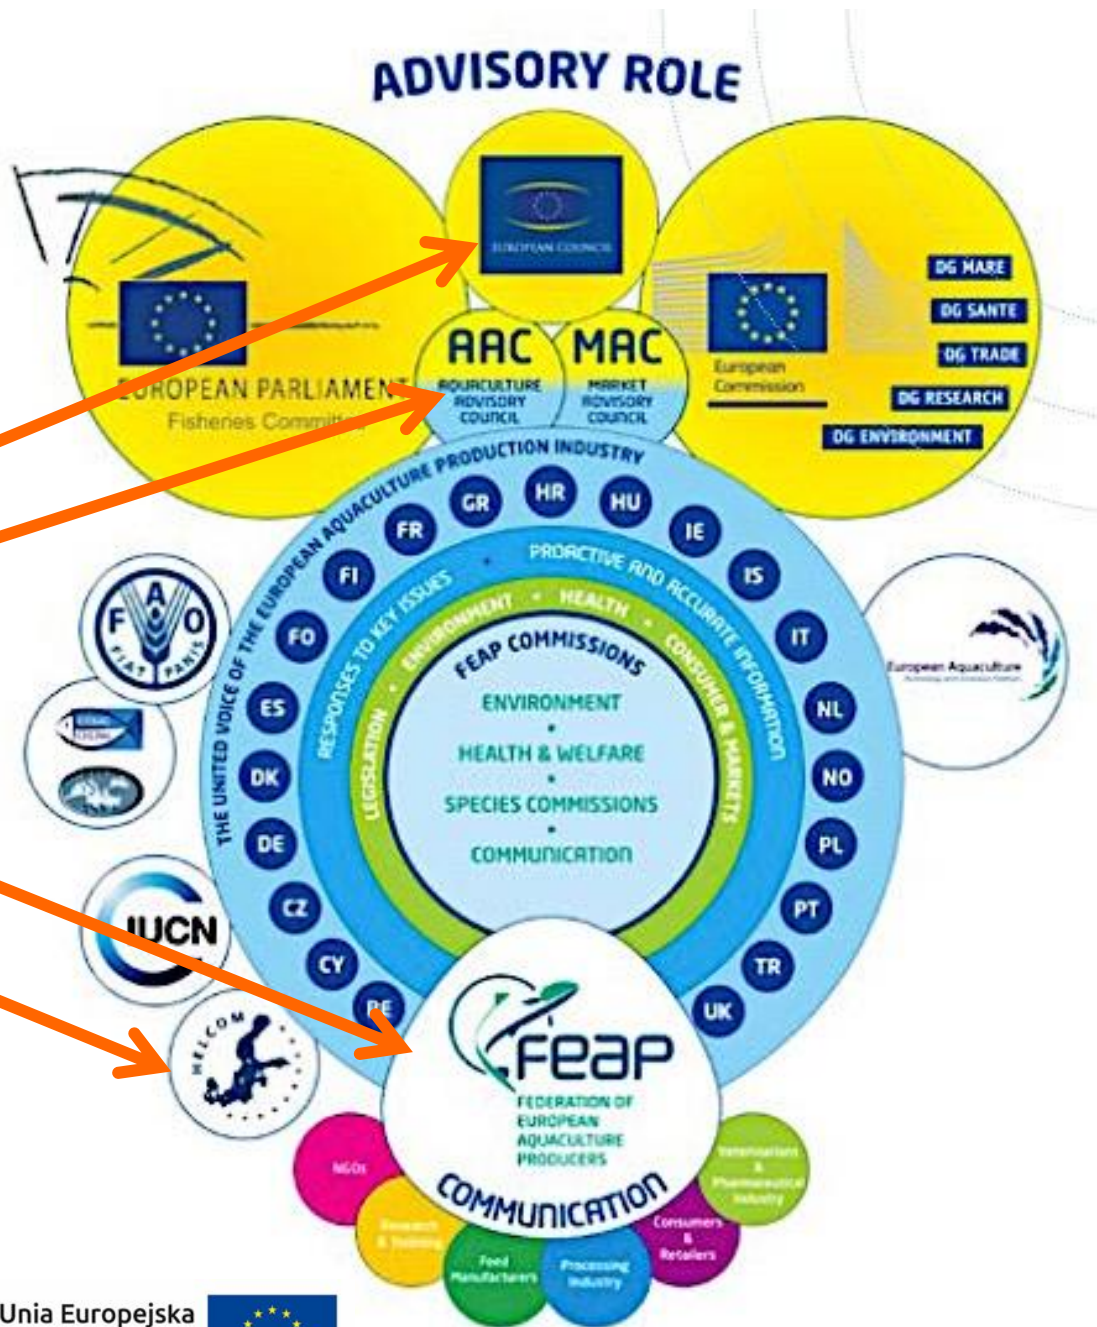 ADVISORY ROLE
EUROPEAN COUNCIL
EUROPEAN PARLIAMENT
Fisheries Committee
AAC
AQUACULTURE
ADVISORY
COUNCIL
MAC
MARKET
ADVISORY
COUNCIL
European
Commission
DG MARE
DG SANTE
DG TRADE
DG RESEARCH
DG ENVIRONMENT
THE UNITED VOICE OF THE EUROPEAN AQUACULTURE PRODUCTION INDUSTRY
BE
CY
CZ
DE
DK
ES
FO
FI
FR
GR
HR
HU
IE
IS
IT
NL
NO
PL
PT
TR
UK
RESPONSES TO KEY ISSUES • PROACTIVE AND ACCURATE INFORMATION
LEGISLATION • ENVIRONMENT • HEALTH • CONSUMER & MARKETS
FEAP COMMISSIONS
ENVIRONMENT
•
HEALTH & WELFARE
•
SPECIES COMMISSIONS
•
COMMUNICATION
FAO
FIAT PANIS
IUCN
HELCOM
European Aquaculture
FEAP
FEDERATION OF
EUROPEAN
AQUACULTURE
PRODUCERS
COMMUNICATION
NGOs
Research
& Training
Feed
Manufacturers
Processing
Industry
Consumers
&
Retailers
Veterinarians
&
Pharmaceutical
Industry
Unia Europejska